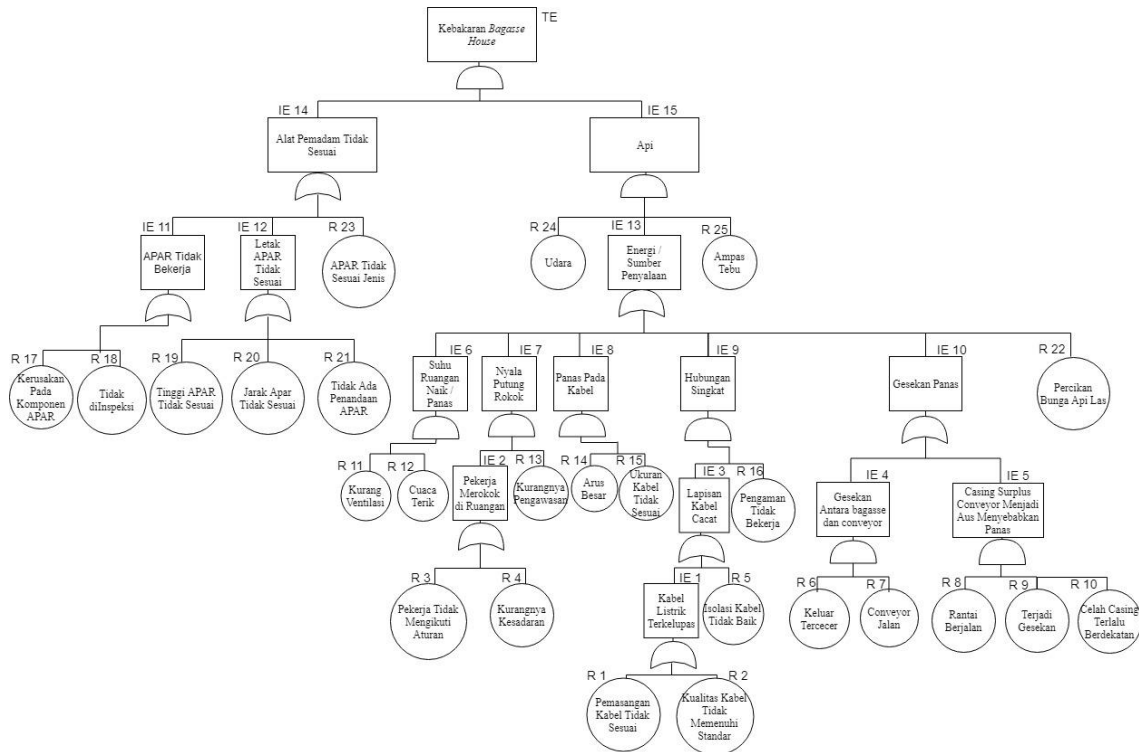 TE
Kebakaran Bagasse
House
IE 14
IE 15
Alat Pemadam Tidak
Sesuai
Api
IE 11
IE 12
R 23
R 24
IE 13
R 25
APAR Tidak
Bekerja
Letak
APAR
Tidak
Sesuai
APAR Tidak
Sesuai Jenis
Udara
Energi /
Sumber
Penyalaan
Ampas
Tebu
R 17
R 18
R 19
R 20
R 21
Kerusakan
Pada
Komponen
APAR
Tidak
diInspeksi
Tinggi APAR
Tidak Sesuai
Jarak Apar
Tidak Sesuai
Tidak Ada
Penandaan
APAR
IE 6
IE 7
IE 8
IE 9
IE 10
R 22
Suhu
Ruangan
Naik /
Panas
Nyala
Putung
Rokok
Panas Pada
Kabel
Hubungan
Singkat
Gesekan Panas
Percikan
Bunga Api Las
R 11
R 12
IE 2
R 13
R 14
R 15
IE 3
R 16
IE 4
IE 5
Kurang
Ventilasi
Cuaca
Terik
Pekerja
Merokok
di Ruangan
Kurangnya
Pengawasan
Arus
Besar
Ukuran
Kabel
Tidak
Sesuai
Lapisan
Kabel
Cacat
Pengaman
Tidak
Bekerja
Gesekan
Antara bagasse
dan conveyor
Casing Surplus
Conveyor Menjadi
Aus Menyebabkan
Panas
R 3
R 4
IE 1
R 5
R 6
R 7
R 8
R 9
R 10
Pekerja Tidak
Mengikuti
Aturan
Kurangnya
Kesadaran
Kabel
Listrik
Terkelupas
Isolasi Kabel
Tidak Baik
Keluar
Tercecer
Conveyor
Jalan
Rantai
Berjalan
Terjadi
Gesekan
Celah Casing
Terlalu
Berdekatan
R 1
R 2
Pemasangan
Kabel Tidak
Sesuai
Kualitas Kabel
Tidak
Memenuhi
Standar